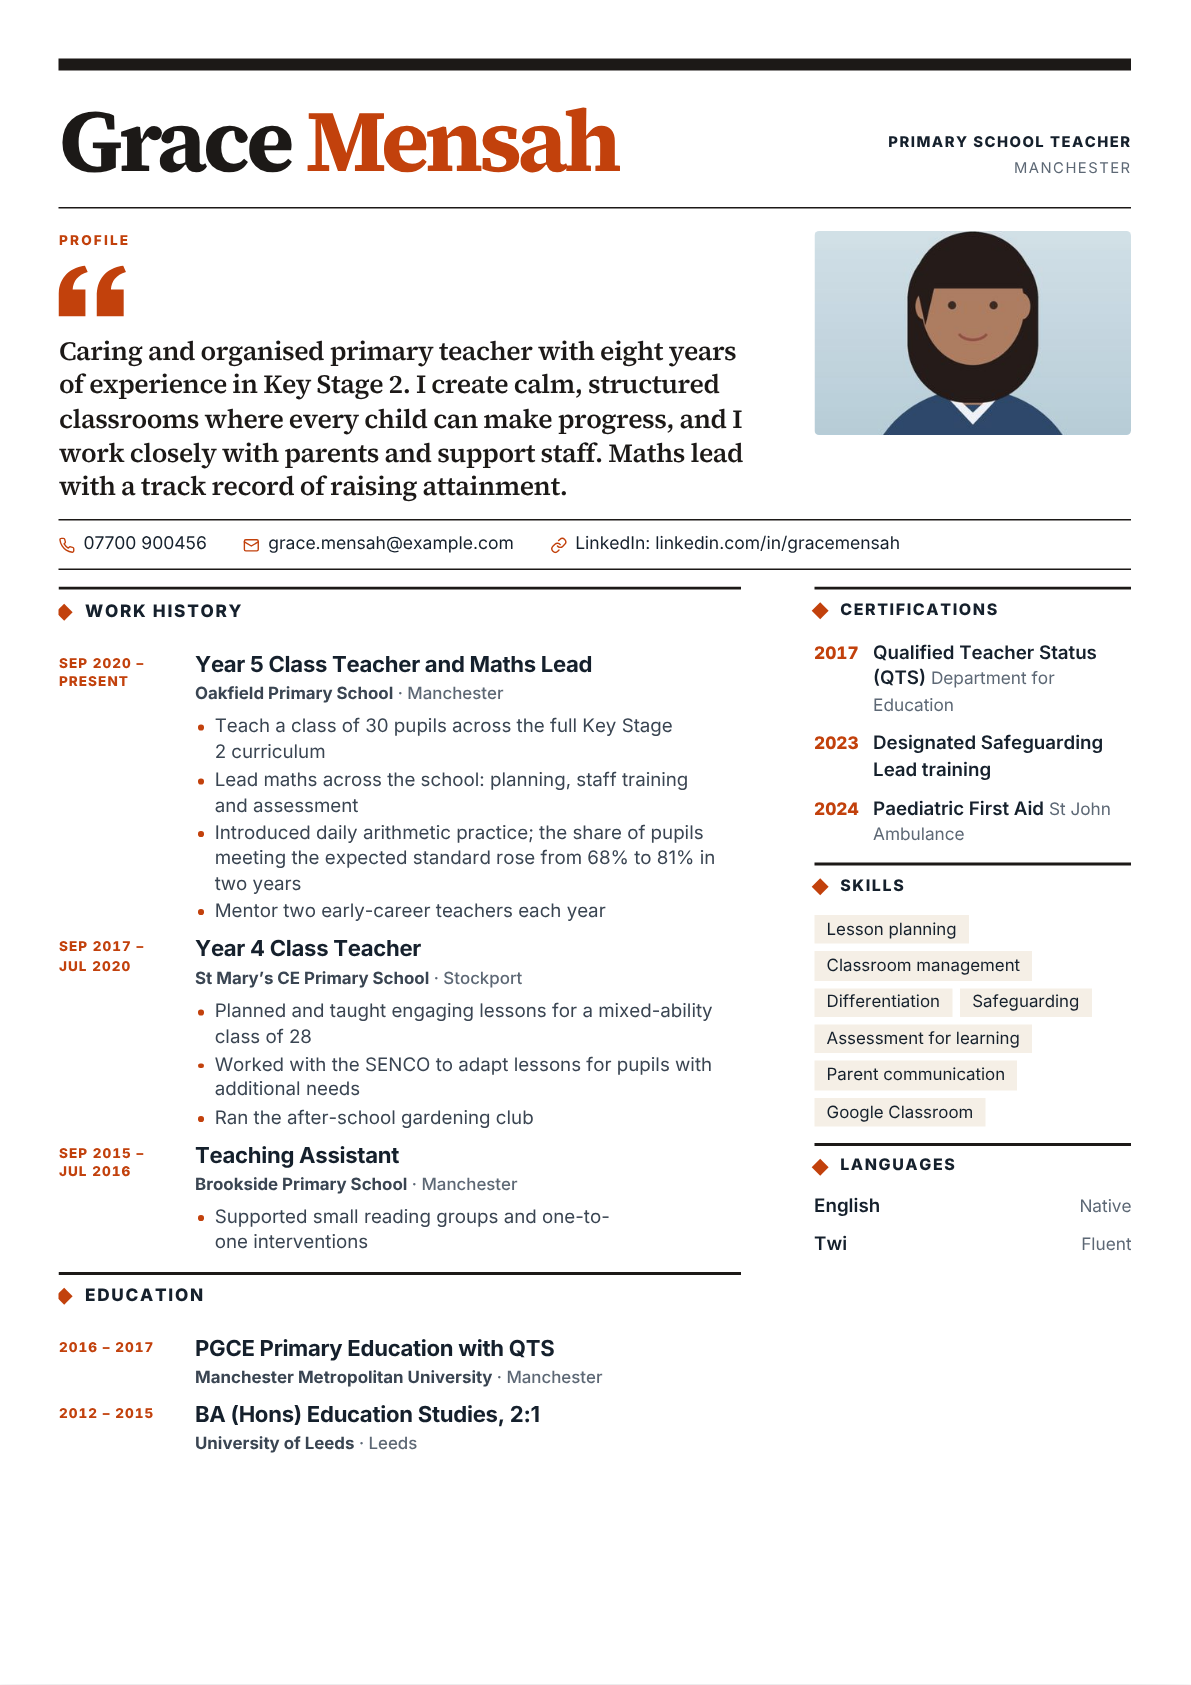 Grace Mensah
PRIMARY SCHOOL TEACHER
MANCHESTER
PROFILE
“
Caring and organised primary teacher with eight years
of experience in Key Stage 2. I create calm, structured
classrooms where every child can make progress, and I
work closely with parents and support staff. Maths lead
with a track record of raising attainment.
07700 900456
grace.mensah@example.com
LinkedIn: linkedin.com/in/gracemensah
WORK HISTORY
SEP 2020 –
PRESENT
Year 5 Class Teacher and Maths Lead
Oakfield Primary School · Manchester
• Teach a class of 30 pupils across the full Key Stage
2 curriculum
• Lead maths across the school: planning, staff training
and assessment
• Introduced daily arithmetic practice; the share of pupils
meeting the expected standard rose from 68% to 81% in
two years
• Mentor two early-career teachers each year
SEP 2017 –
JUL 2020
Year 4 Class Teacher
St Mary’s CE Primary School · Stockport
• Planned and taught engaging lessons for a mixed-ability
class of 28
• Worked with the SENCO to adapt lessons for pupils with
additional needs
• Ran the after-school gardening club
SEP 2015 –
JUL 2016
Teaching Assistant
Brookside Primary School · Manchester
• Supported small reading groups and one-to-
one interventions
EDUCATION
2016 – 2017
PGCE Primary Education with QTS
Manchester Metropolitan University · Manchester
2012 – 2015
BA (Hons) Education Studies, 2:1
University of Leeds · Leeds
CERTIFICATIONS
2017 Qualified Teacher Status
(QTS) Department for
Education
2023 Designated Safeguarding
Lead training
2024 Paediatric First Aid St John
Ambulance
SKILLS
Lesson planning
Classroom management
Differentiation Safeguarding
Assessment for learning
Parent communication
Google Classroom
LANGUAGES
English Native
Twi Fluent